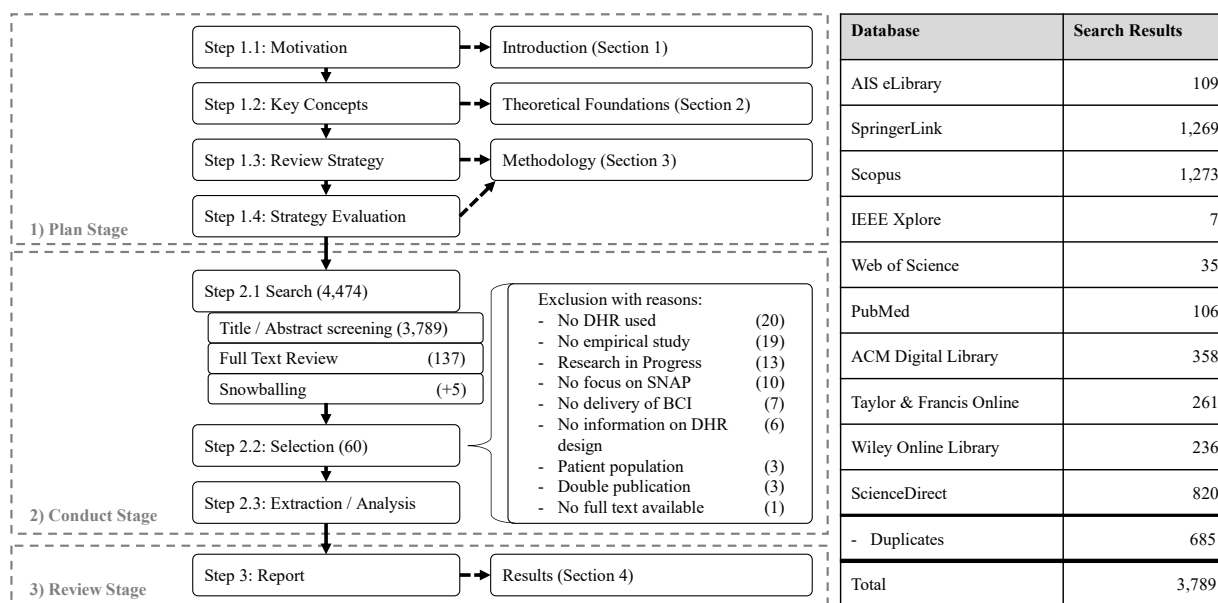 Step 1.1: Motivation
Introduction (Section 1)
Step 1.2: Key Concepts
Theoretical Foundations (Section 2)
Step 1.3: Review Strategy
Methodology (Section 3)
Step 1.4: Strategy Evaluation
1) Plan Stage
Step 2.1 Search (4,474)
Title / Abstract screening (3,789)
Full Text Review (137)
Snowballing (+5)
Step 2.2: Selection (60)
Step 2.3: Extraction / Analysis
2) Conduct Stage
Exclusion with reasons:
- No DHR used (20)
- No empirical study (19)
- Research in Progress (13)
- No focus on SNAP (10)
- No delivery of BCI (7)
- No information on DHR (6)
design
- Patient population (3)
- Double publication (3)
- No full text available (1)
Step 3: Report
Results (Section 4)
3) Review Stage
Database Search Results
AIS eLibrary 109
SpringerLink 1,269
Scopus 1,273
IEEE Xplore 7
Web of Science 35
PubMed 106
ACM Digital Library 358
Taylor & Francis Online 261
Wiley Online Library 236
ScienceDirect 820
- Duplicates 685
Total 3,789